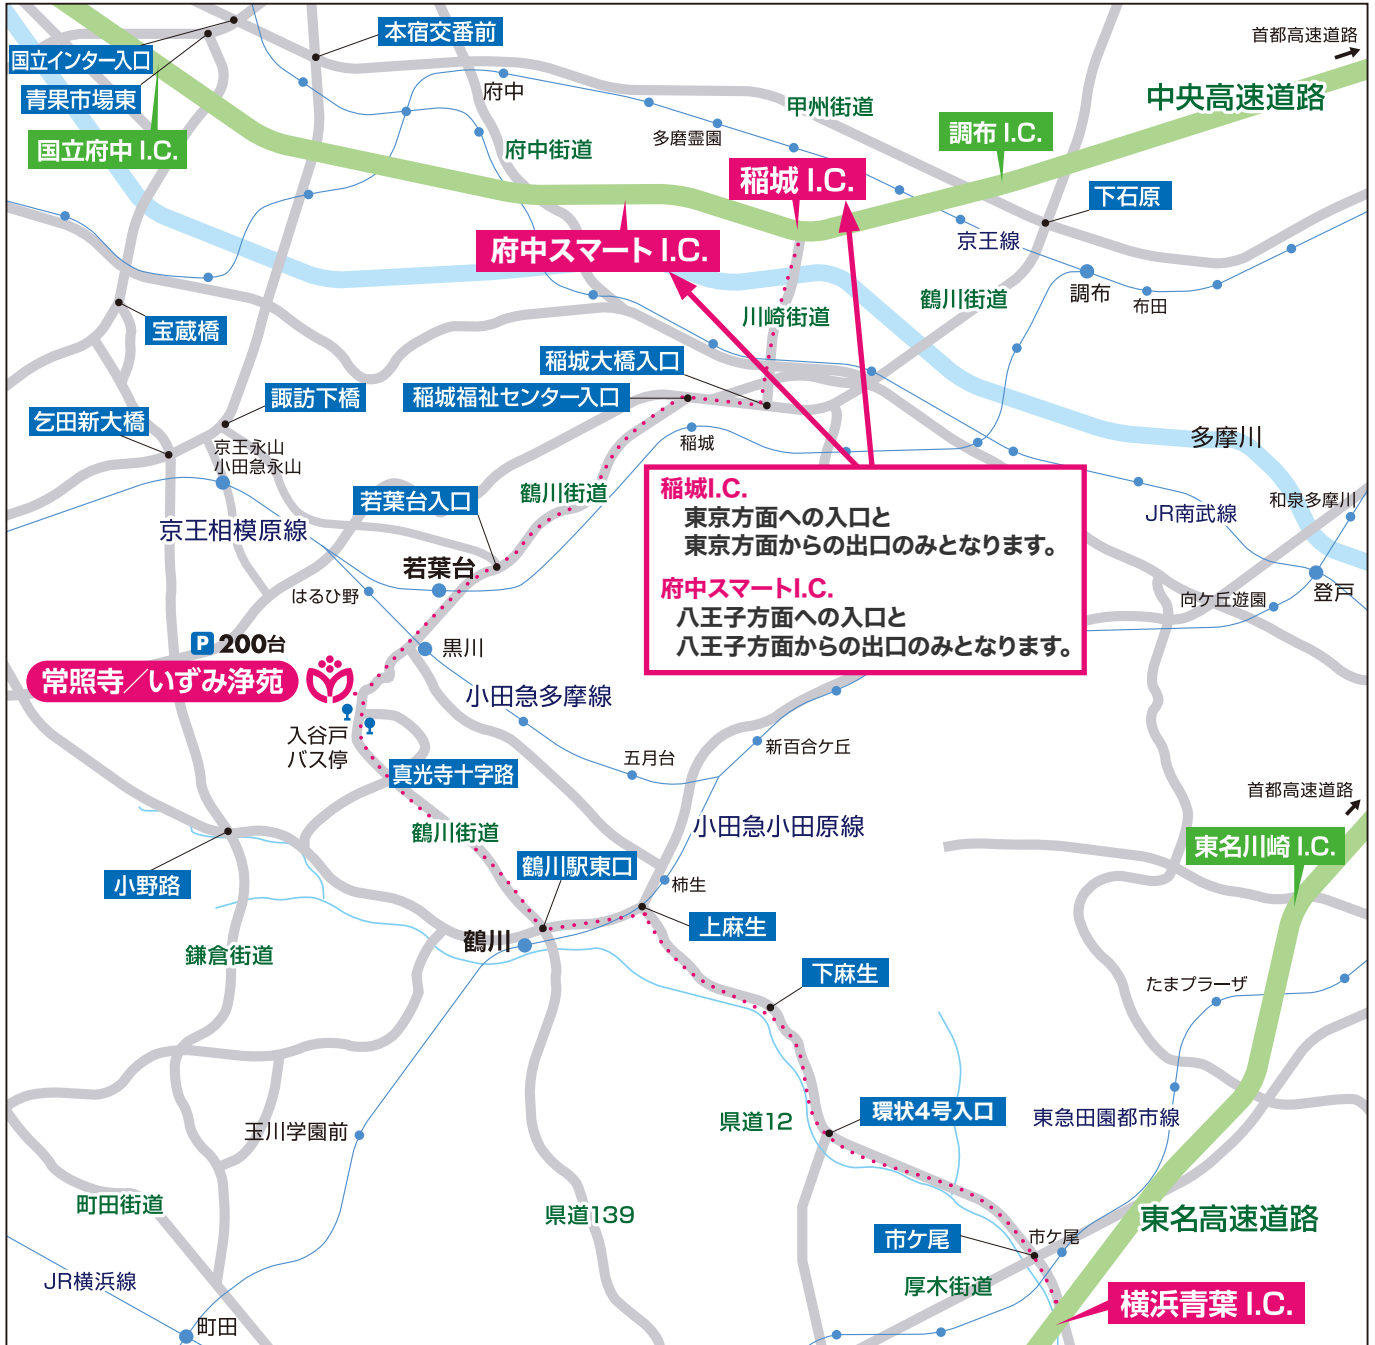 本宿交番前
首都高速道路
国立インター入口
青果市場東
国立府中 I.C.
府中
甲州街道
中央高速道路
多磨霊園
府中街道
調布 I.C.
稲城 I.C.
下石原
府中スマート I.C.
京王線
調布
布田
鶴川街道
川崎街道
宝蔵橋
稲城大橋入口
諏訪下橋
稲城福祉センター入口
乞田新大橋
京王永山
小田急永山
稲城
多摩川
若葉台入口
鶴川街道
和泉多摩川
JR南武線
京王相模原線
稲城I.C.
東京方面への入口と
東京方面からの出口のみとなります。
府中スマートI.C.
八王子方面への入口と
八王子方面からの出口のみとなります。
若葉台
はるひ野
向ケ丘遊園
登戸
P 200台
黒川
常照寺／いずみ浄苑
小田急多摩線
入谷戸
バス停
五月台
新百合ケ丘
真光寺十字路
首都高速道路
鶴川街道
小田急小田原線
東名川崎 I.C.
鶴川駅東口
小野路
柿生
上麻生
鶴川
鎌倉街道
下麻生
たまプラーザ
環状4号入口
県道12
東急田園都市線
玉川学園前
町田街道
県道139
東名高速道路
市ケ尾
市ケ尾
JR横浜線
厚木街道
横浜青葉 I.C.
町田